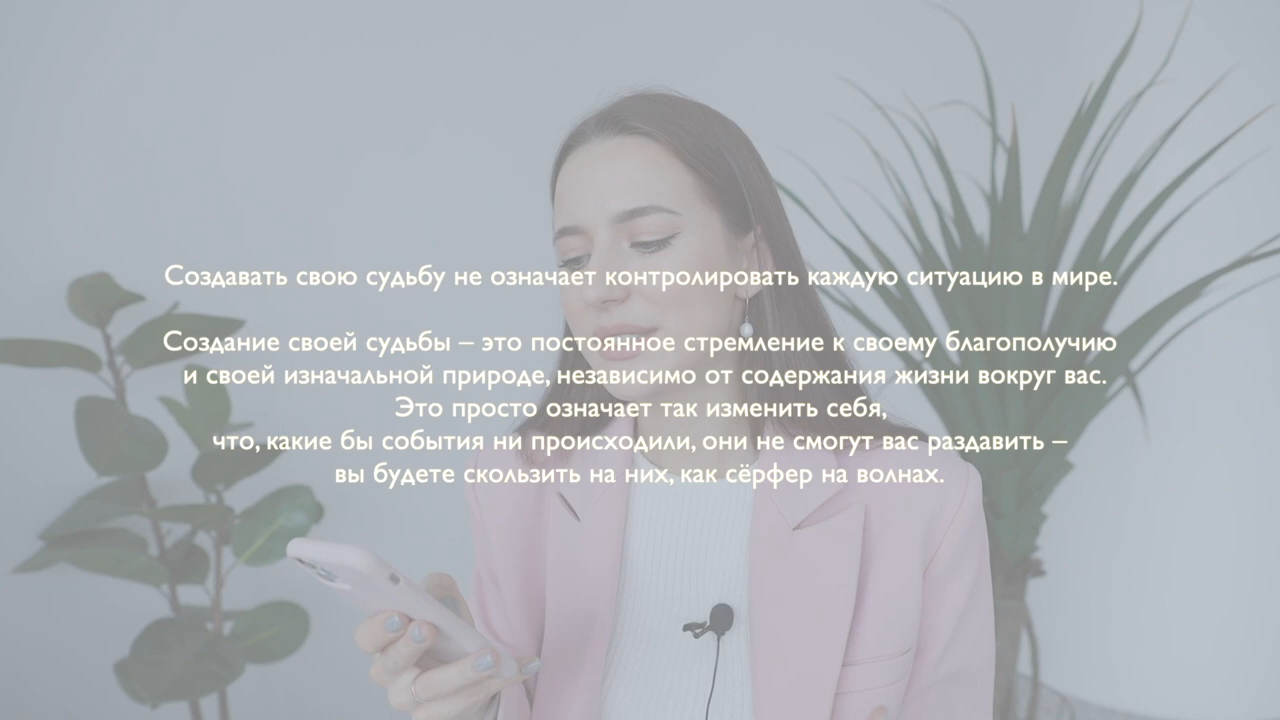 Создавать свою судьбу не означает контролировать каждую ситуацию в мире.
Создание своей судьбы – это постоянное стремление к своему благополучию
и своей изначальной природе, независимо от содержания жизни вокруг вас.
Это просто означает так изменить себя,
что, какие бы события ни происходили, они не смогут вас раздавить –
вы будете скользить на них, как сёрфер на волнах.